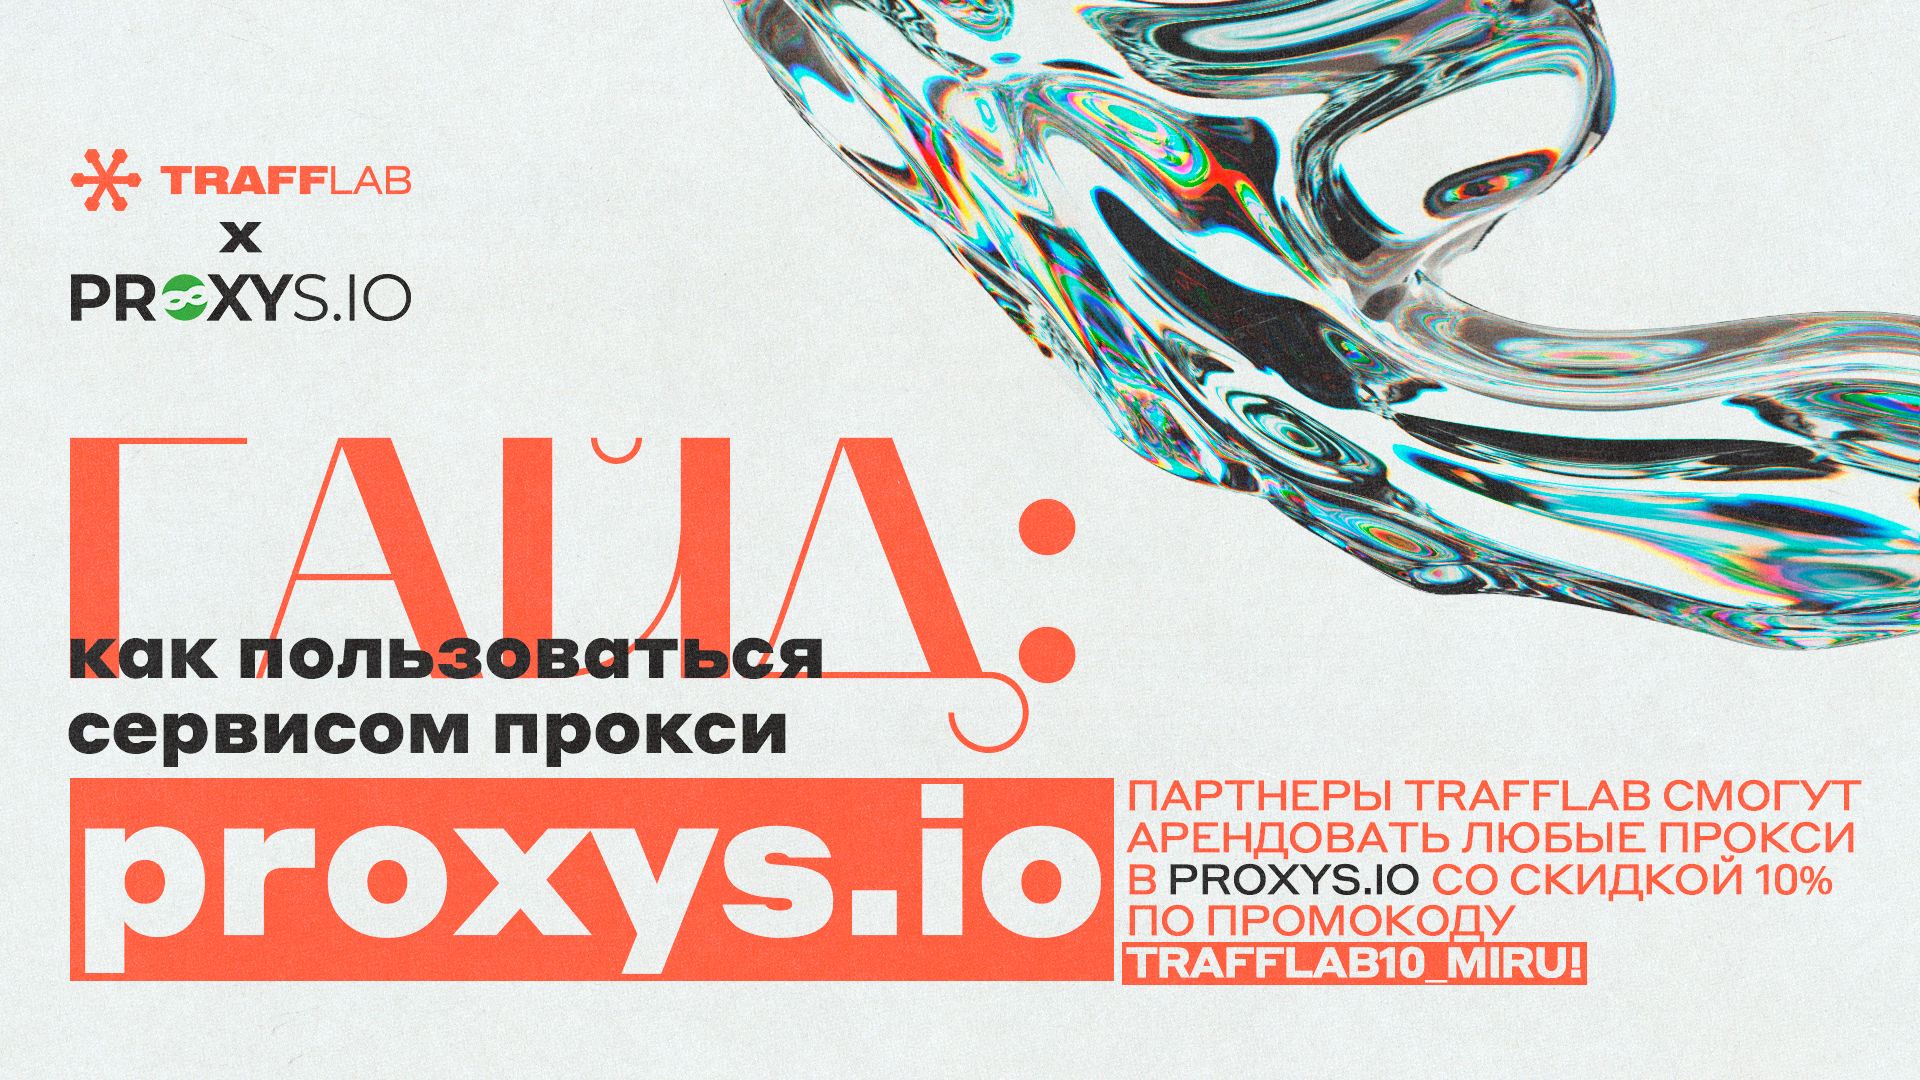 TRAFFLAB
x
PROXYS.IO
ГАЙД:
как пользоваться
сервисом прокси
proxys.io
ПАРТНЕРЫ TRAFFLAB СМОГУТ
АРЕНДОВАТЬ ЛЮБЫЕ ПРОКСИ
В PROXYS.IO СО СКИДКОЙ 10%
ПО ПРОМОКОДУ
TRAFFLAB10_MIRU!